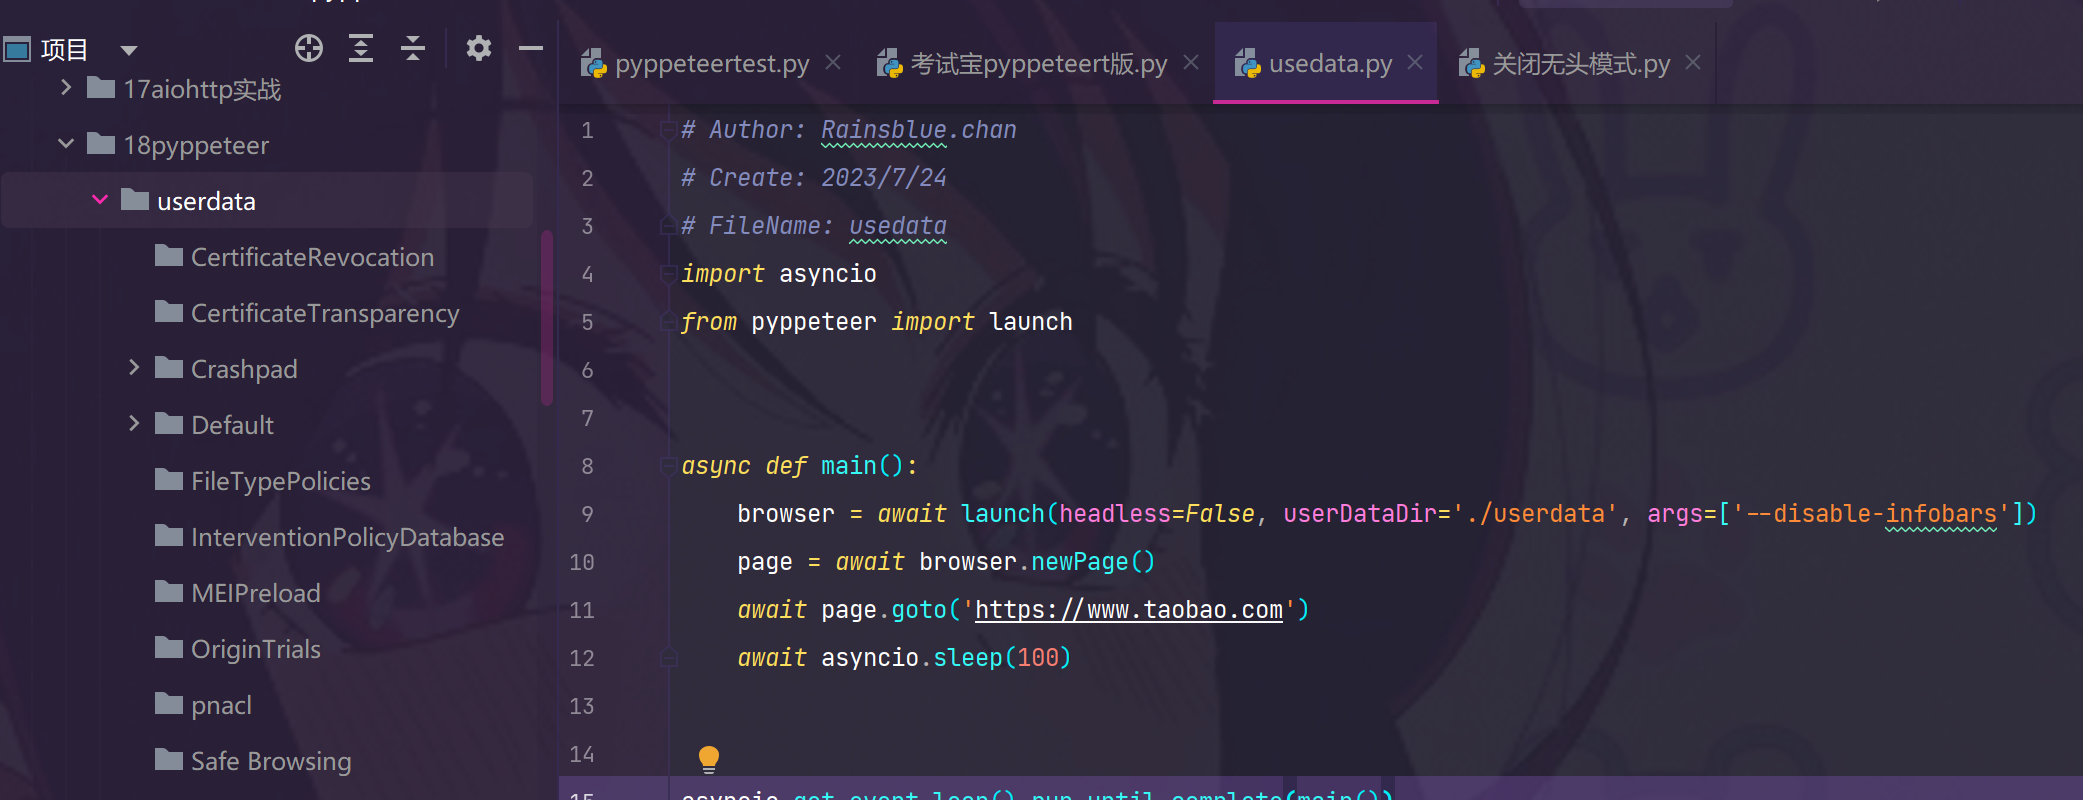 项目
17aiohttp实战
18pyppeteer
userdata
CertificateRevocation
CertificateTransparency
Crashpad
Default
FileTypePolicies
InterventionPolicyDatabase
MEIPreload
OriginTrials
pnacl
Safe Browsing
pyppeteertest.py
考试宝pyppeteert版.py
usedata.py
关闭无头模式.py
1 # Author: Rainsblue.chan
2 # Create: 2023/7/24
3 # FileName: usedata
4 import asyncio
5 from pyppeteer import launch
6
7
8 async def main():
9 browser = await launch(headless=False, userDataDir='./userdata', args=['--disable-infobars'])
10 page = await browser.newPage()
11 await page.goto('https://www.taobao.com')
12 await asyncio.sleep(100)
13
14
15 asyncio.get_event_loop().run_until_complete(main())